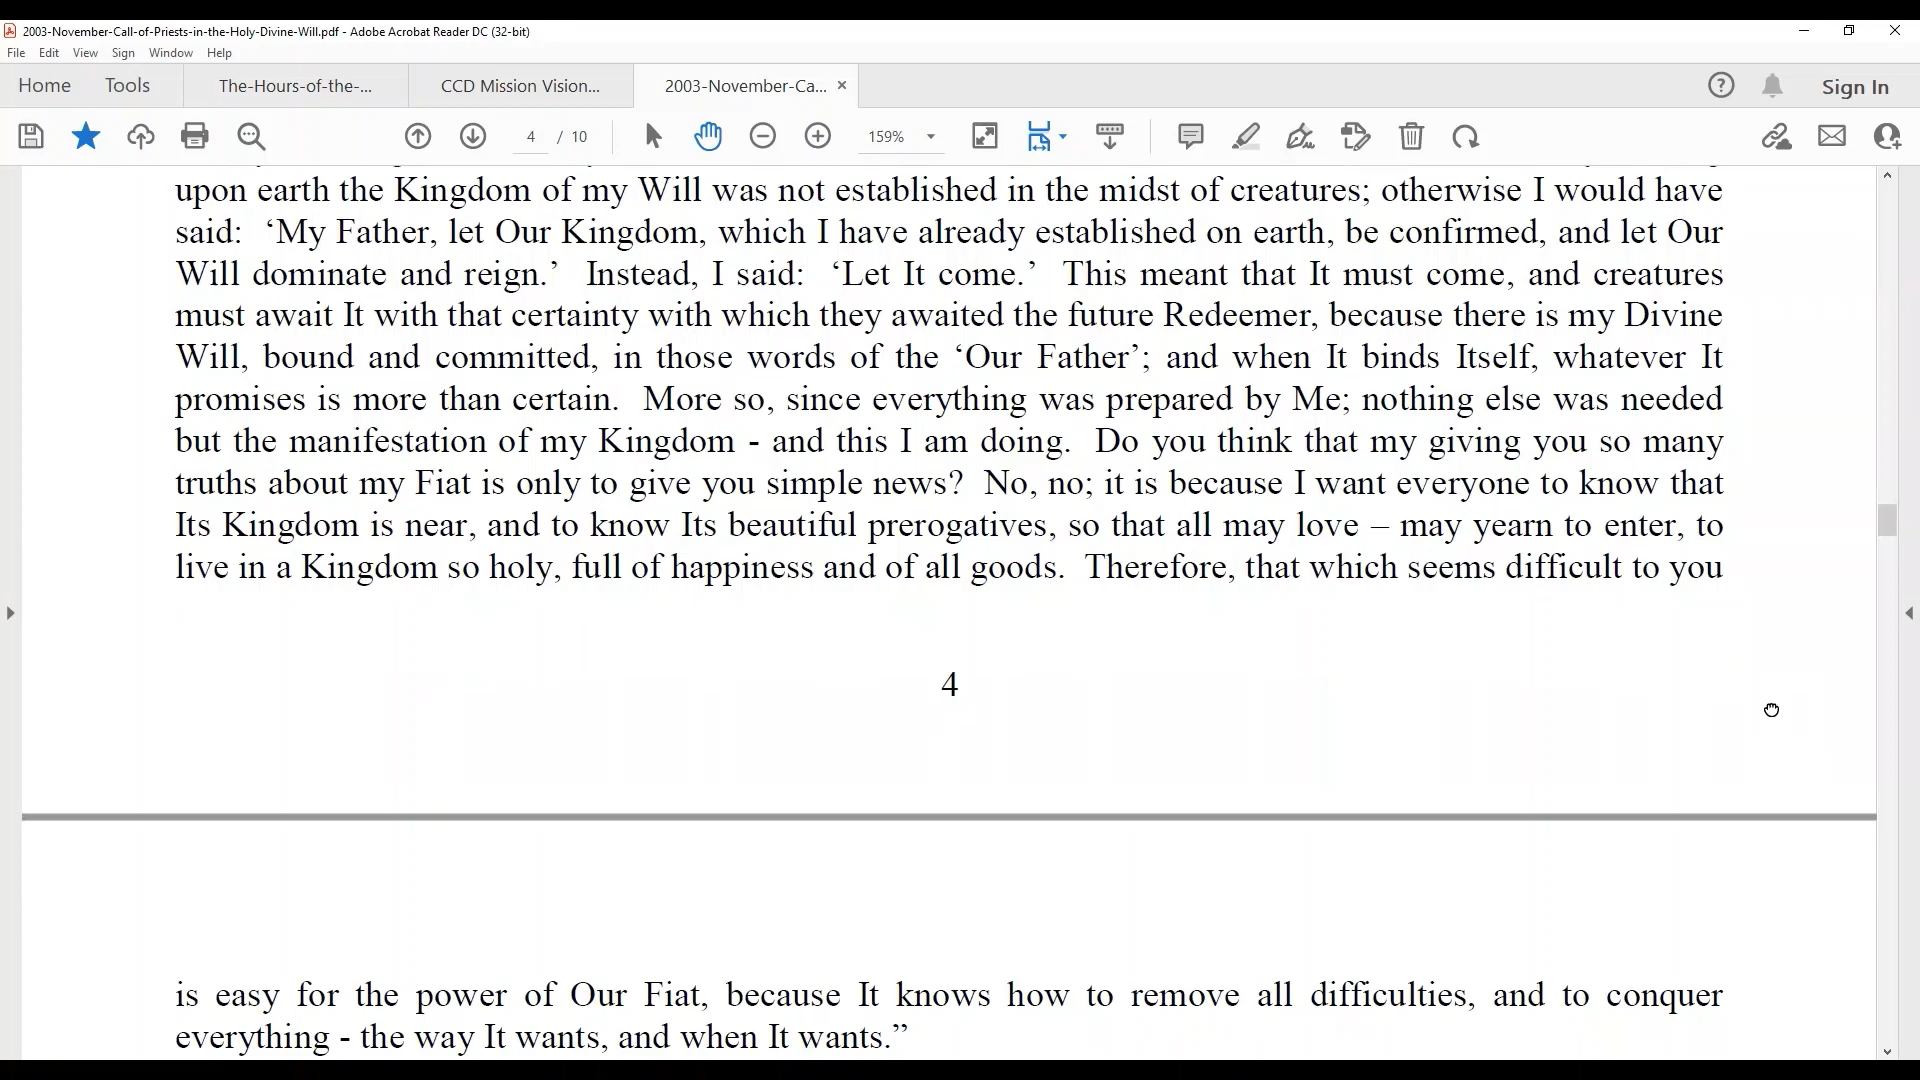 2003-November-Call-of-Priests-in-the-Holy-Divine-Will.pdf - Adobe Acrobat Reader DC (32-bit)
File Edit View Sign Window Help
Home Tools The-Hours-of-the-... CCD Mission Vision... 2003-November-Ca... × Sign In
4 / 10 159%
upon earth the Kingdom of my Will was not established in the midst of creatures; otherwise I would have
said: ‘My Father, let Our Kingdom, which I have already established on earth, be confirmed, and let Our
Will dominate and reign.’ Instead, I said: ‘Let It come.’ This meant that It must come, and creatures
must await It with that certainty with which they awaited the future Redeemer, because there is my Divine
Will, bound and committed, in those words of the ‘Our Father’; and when It binds Itself, whatever It
promises is more than certain. More so, since everything was prepared by Me; nothing else was needed
but the manifestation of my Kingdom - and this I am doing. Do you think that my giving you so many
truths about my Fiat is only to give you simple news? No, no; it is because I want everyone to know that
Its Kingdom is near, and to know Its beautiful prerogatives, so that all may love – may yearn to enter, to
live in a Kingdom so holy, full of happiness and of all goods. Therefore, that which seems difficult to you
4
is easy for the power of Our Fiat, because It knows how to remove all difficulties, and to conquer
everything - the way It wants, and when It wants.”